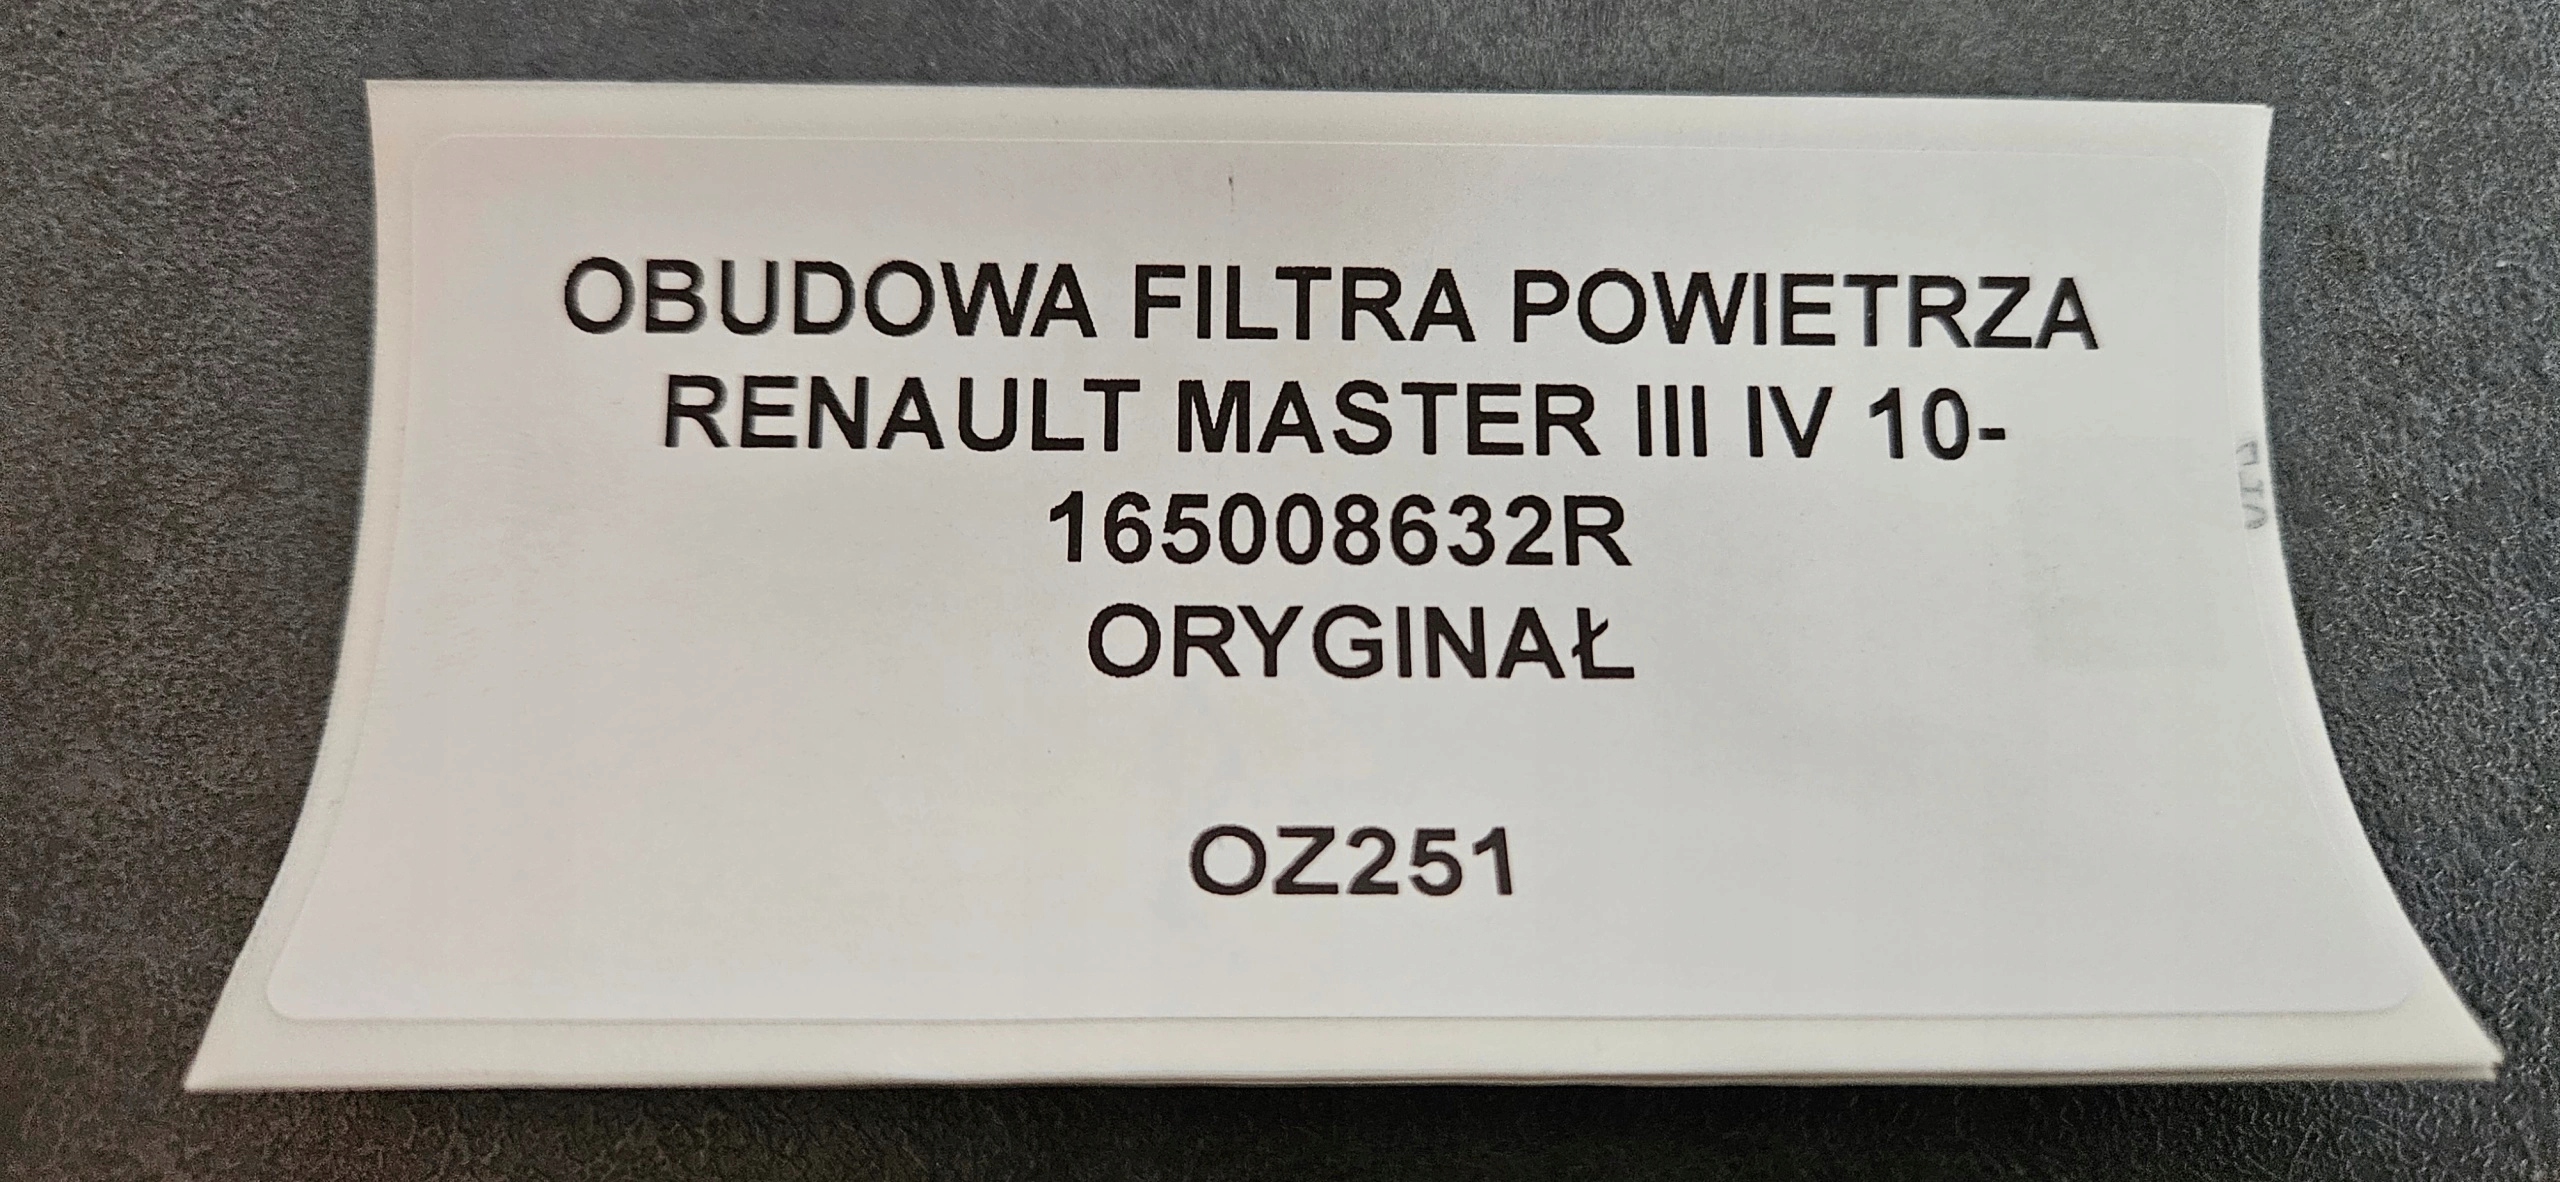 OBUDOWA FILTRA POWIETRZA
RENAULT MASTER III IV 10-
165008632R
ORYGINAŁ
OZ251